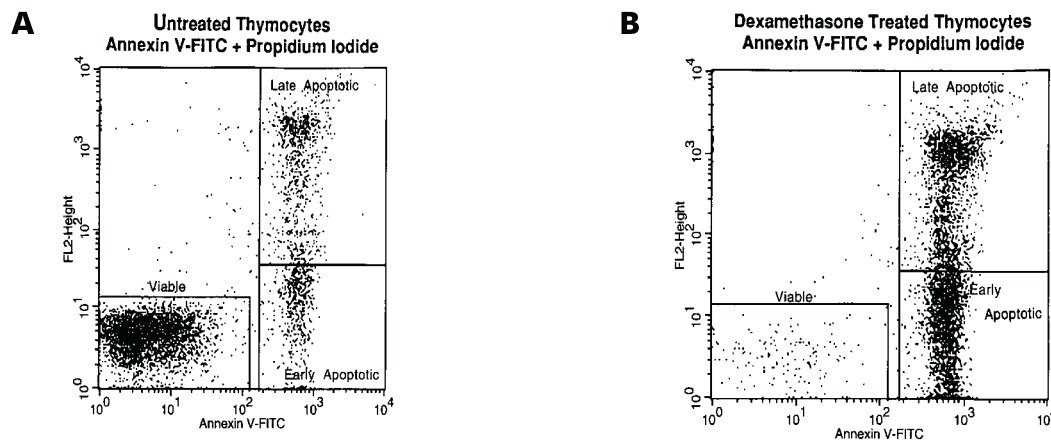 A
Untreated Thymocytes
Annexin V-FITC + Propidium Iodide
10⁴
Late Apoptotic
10³
FL2-Height
10²
Viable
10¹
Early Apoptotic
10⁰
10⁰ 10¹ 10² 10³ 10⁴
Annexin V-FITC
B
Dexamethasone Treated Thymocytes
Annexin V-FITC + Propidium Iodide
10⁴
Late Apoptotic
10³
FL2-Height
10²
Early
Viable
Apoptotic
10¹
10⁰
10⁰ 10¹ 10² 10³ 10
Annexin V-FITC